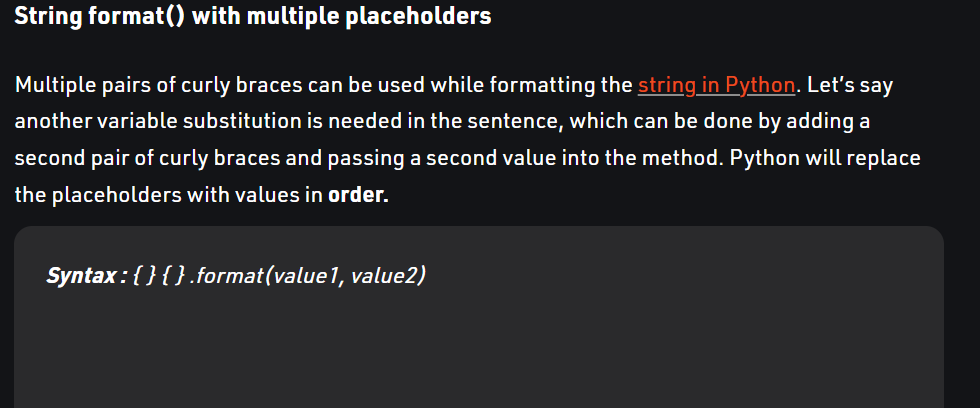 String format() with multiple placeholders
Multiple pairs of curly braces can be used while formatting the string in Python. Let's say
another variable substitution is needed in the sentence, which can be done by adding a
second pair of curly braces and passing a second value into the method. Python will replace
the placeholders with values in order.
Syntax : { } { } .format(value1, value2)